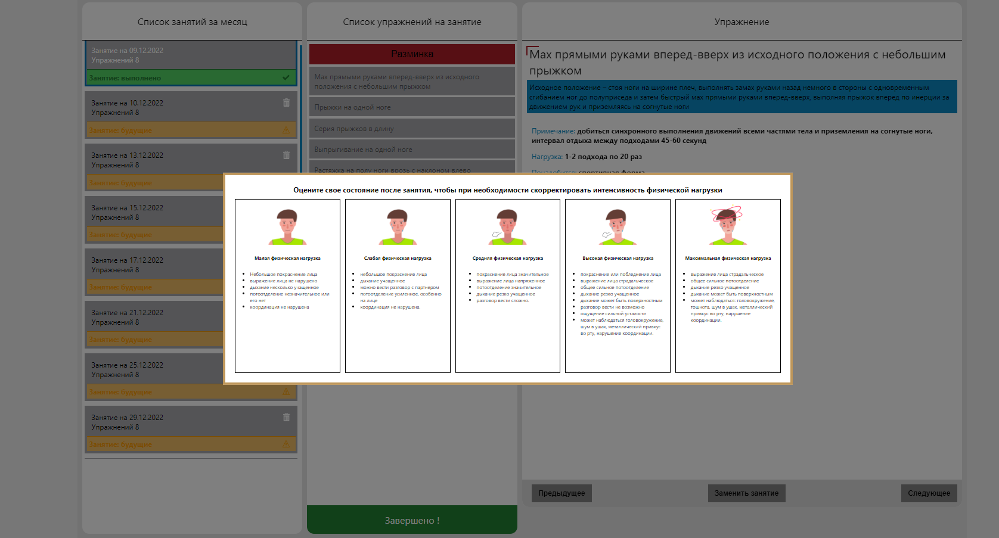 Список занятий за месяц
Занятие на 09.12.2022
Упражнений 8
Занятие: выполнено
Занятие на 10.12.2022
Упражнений 8
Занятие: будущие
Занятие на 13.12.2022
Упражнений 8
Занятие: будущие
Занятие на 15.12.2022
Упражнений 8
Занятие: будущие
Занятие на 17.12.2022
Упражнений 8
Занятие: будущие
Занятие на 21.12.2022
Упражнений 8
Занятие: будущие
Занятие на 25.12.2022
Упражнений 8
Занятие: будущие
Занятие на 29.12.2022
Упражнений 8
Занятие: будущие
Список упражнений на занятие
Разминка
Мах прямыми руками вперед-вверх из исходного
положения с небольшим прыжком
Прыжки на одной ноге
Серия прыжков в длину
Выпрыгивание на одной ноге
Растяжка на полу ноги врозь с наклоном влево
Завершено !
Упражнение
Мах прямыми руками вперед-вверх из исходного положения с небольшим
прыжком
Исходное положение – стоя ноги на ширине плеч, выполнять замах руками назад немного в стороны с одновременным
сгибанием ног до полуприседа и затем быстрый мах прямыми руками вперед-вверх, выполняя прыжок вперед по инерции за
движением рук и приземляясь на согнутые ноги
Примечание: добиться синхронного выполнения движений всеми частями тела и приземления на согнутые ноги,
интервал отдыха между подходами 45-60 секунд
Нагрузка: 1-2 подхода по 20 раз
Понадобится: спортивная форма
Предыдущее
Заменить занятие
Следующее
Оцените свое состояние после занятия, чтобы при необходимости скорректировать интенсивность физической нагрузки
Малая физическая нагрузка
Небольшое покраснение лица
выражение лица не нарушено
дыхание несколько учащенное
потоотделение незначительное или
его нет
координация не нарушена
Слабая физическая нагрузка
небольшое покраснение лица
дыхание учащенное
можно вести разговор с партнером
потоотделение усиленное, особенно
на лице
координация не нарушена.
Средняя физическая нагрузка
покраснение лица значительное
выражение лица напряженное
потоотделение значительное
дыхание резко учащенное
разговор вести сложно.
Высокая физическая нагрузка
покраснение или побледнение лица
выражение лица страдальческое
общее сильное потоотделение
дыхание резко учащенное
дыхание может быть поверхностным
разговор вести не возможно
ощущение сильной усталости
может наблюдаться головокружение,
шум в ушах, металлический привкус
во рту, нарушение координации.
Максимальная физическая нагрузка
выражение лица страдальческое
общее сильное потоотделение
дыхание резко учащенное
дыхание может быть поверхностным
может наблюдаться: головокружение,
тошнота, шум в ушах, металлический
привкус во рту, нарушение
координации.